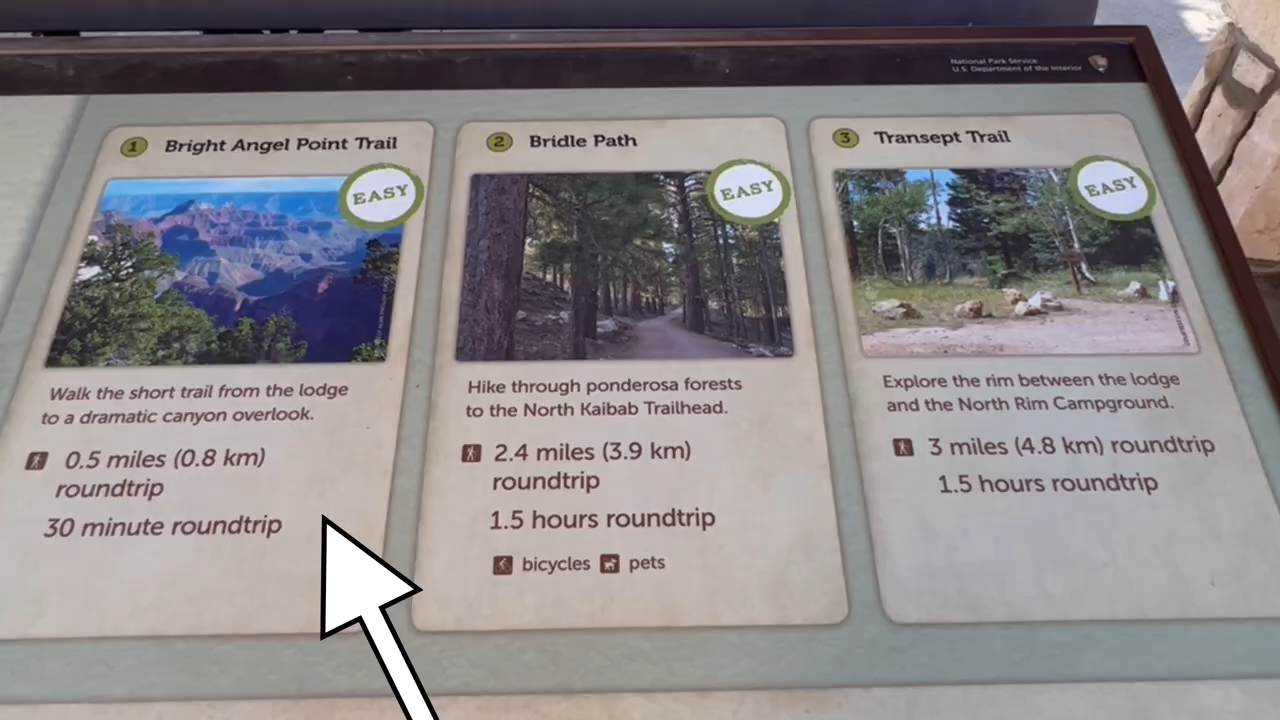 National Park Service
U.S. Department of the Interior
1 Bright Angel Point Trail
EASY
Walk the short trail from the lodge
to a dramatic canyon overlook.
0.5 miles (0.8 km)
roundtrip
30 minute roundtrip
2 Bridle Path
EASY
Hike through ponderosa forests
to the North Kaibab Trailhead.
2.4 miles (3.9 km)
roundtrip
1.5 hours roundtrip
bicycles pets
3 Transept Trail
EASY
Explore the rim between the lodge
and the North Rim Campground.
3 miles (4.8 km) roundtrip
1.5 hours roundtrip